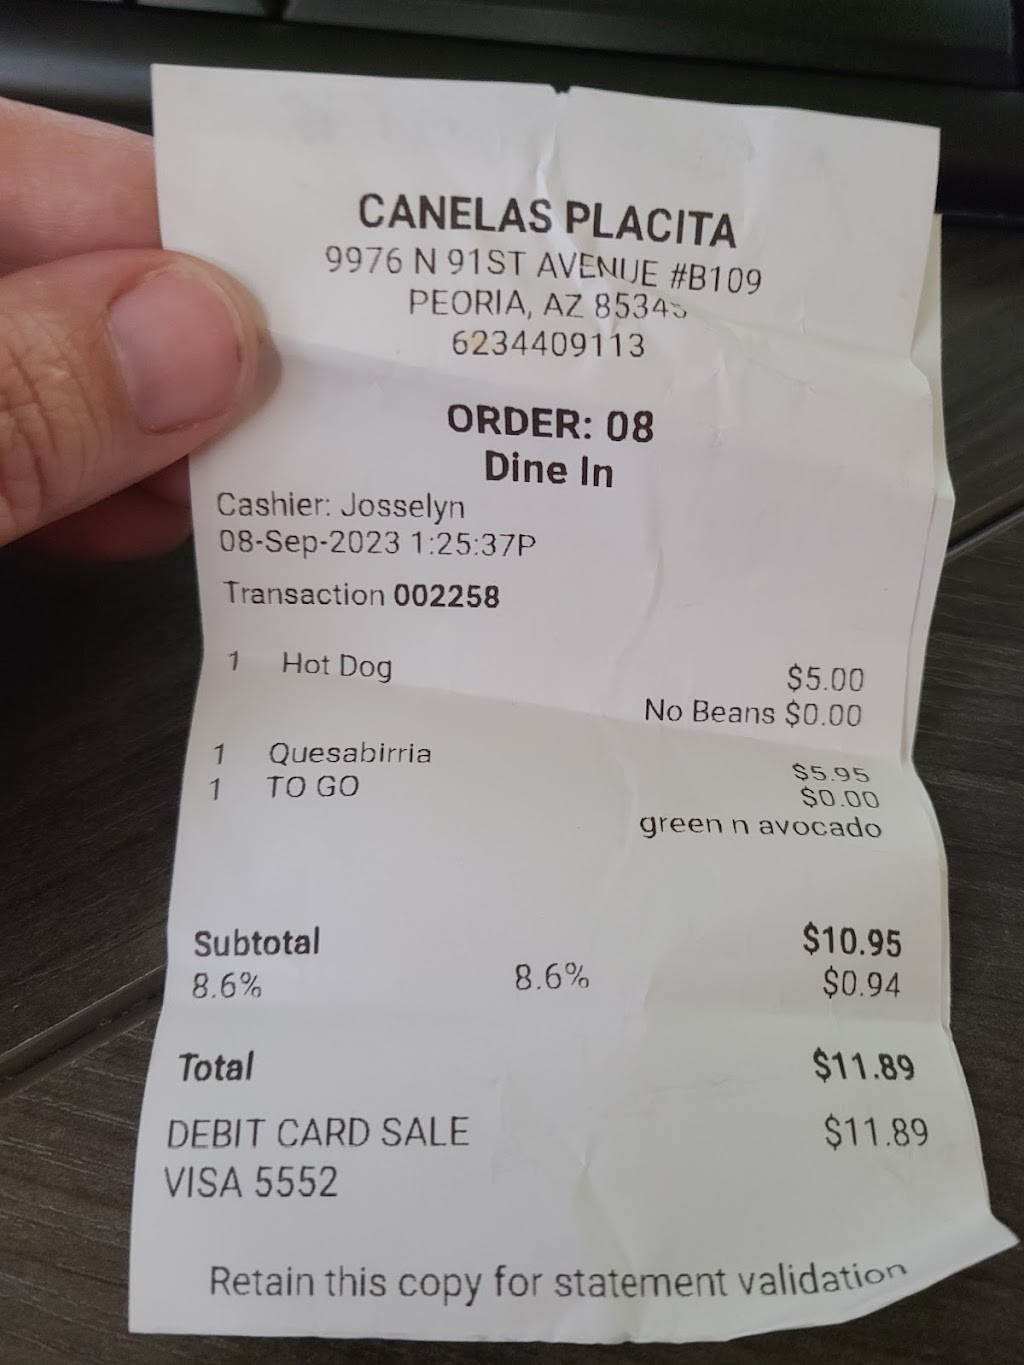 CANELAS PLACITA
9976 N 91ST AVENUE #B109
PEORIA, AZ 85345
6234409113
ORDER: 08
Dine In
Cashier: Josselyn
08-Sep-2023 1:25:37P
Transaction 002258
1 Hot Dog $5.00
No Beans $0.00
1 Quesabirria $5.95
1 TO GO $0.00
green n avocado
Subtotal $10.95
8.6% 8.6% $0.94
Total $11.89
DEBIT CARD SALE $11.89
VISA 5552
Retain this copy for statement validation